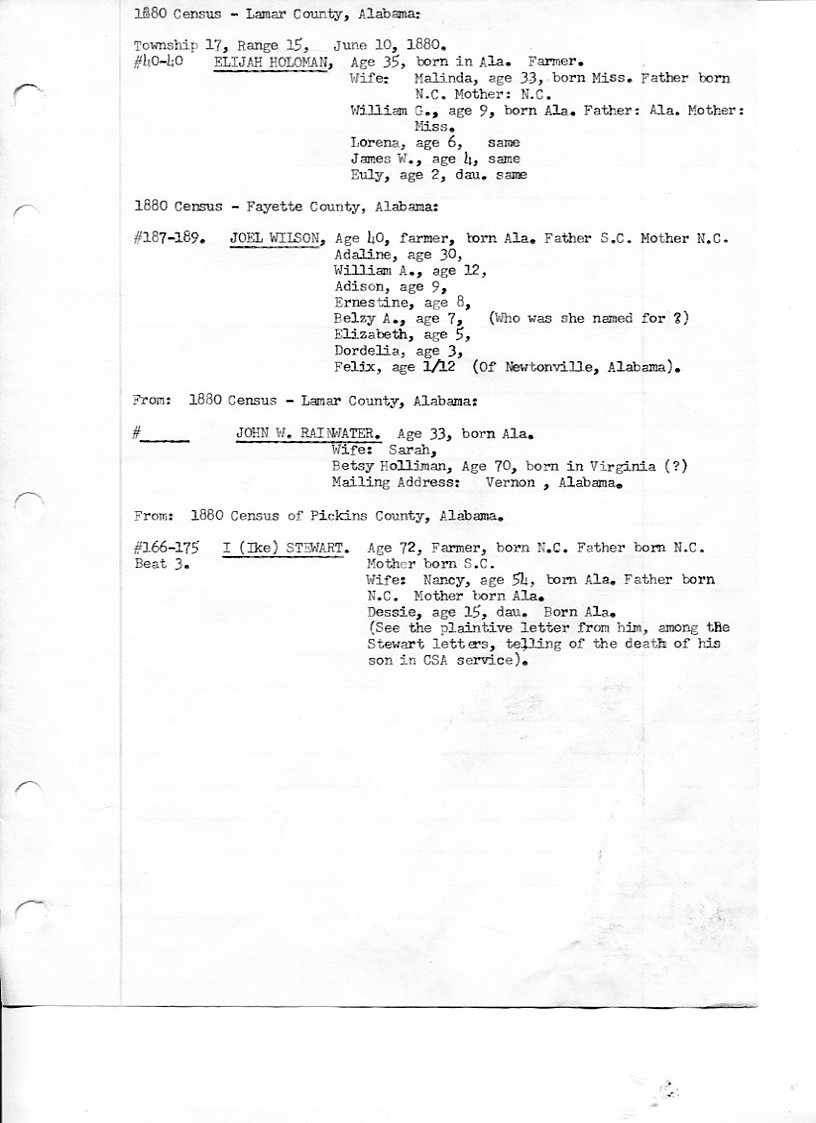 1880 Census - Lamar County, Alabama:
Township 17, Range 15, June 10, 1880.
#40-40 ELIJAH HOLOMAN, Age 35, born in Ala. Farmer.
Wife: Malinda, age 33, born Miss. Father born
N.C. Mother: N.C.
William G., age 9, born Ala. Father: Ala. Mother:
Miss.
Lorena, age 6, same
James W., age 4, same
Euly, age 2, dau. same
1880 Census - Fayette County, Alabama:
#187-189. JOEL WILSON, Age 40, farmer, born Ala. Father S.C. Mother N.C.
Adaline, age 30,
William A., age 12,
Adison, age 9,
Ernestine, age 8,
Belzy A., age 7, (Who was she named for ?)
Elizabeth, age 5,
Dordelia, age 3,
Felix, age 1/12 (Of Newtonville, Alabama).
From: 1880 Census - Lamar County, Alabama:
#_____ JOHN W. RAINWATER. Age 33, born Ala.
Wife: Sarah,
Betsy Holliman, Age 70, born in Virginia (?)
Mailing Address: Vernon , Alabama.
From: 1880 Census of Pickins County, Alabama.
#166-175 I (Ike) STEWART. Age 72, Farmer, born N.C. Father born N.C.
Beat 3. Mother born S.C.
Wife: Nancy, age 54, born Ala. Father born
N.C. Mother born Ala.
Dessie, age 15, dau. Born Ala.
(See the plaintive letter from him, among the
Stewart letters, telling of the death of his
son in CSA service).